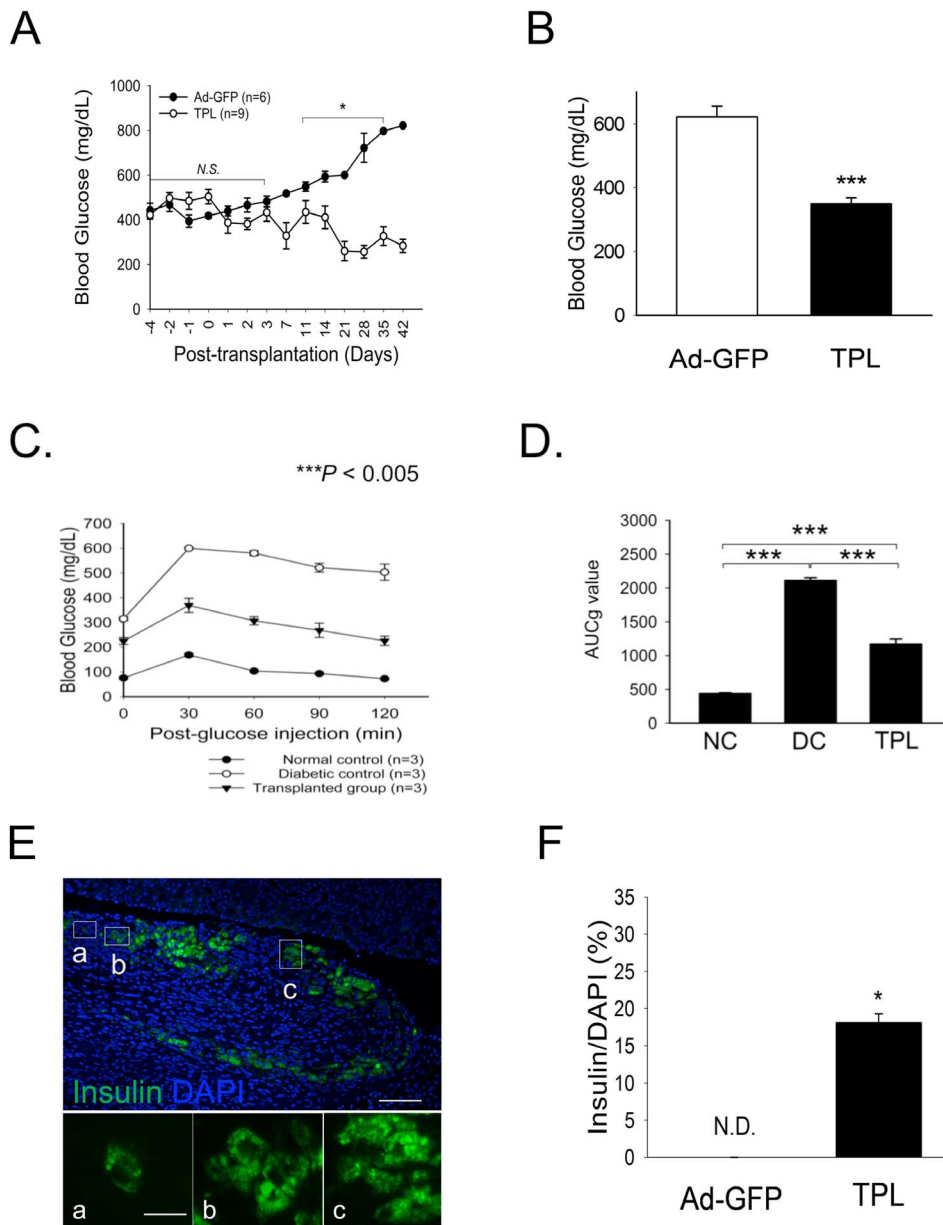 A
Blood Glucose (mg/dL)
1000
800
600
400
200
0
Ad-GFP (n=6)
TPL (n=9)
*
N.S.
-4 -2 -1 0 1 2 3 7 11 14 21 28 35 42
Post-transplantation (Days)
B
Blood Glucose (mg/dL)
600
400
200
0
***
Ad-GFP TPL
C.
***P < 0.005
Blood Glucose (mg/dL)
700
600
500
400
300
200
100
0
0 30 60 90 120
Post-glucose injection (min)
Normal control (n=3)
Diabetic control (n=3)
Transplanted group (n=3)
D.
AUCg value
3000
2500
2000
1500
1000
500
0
***
*** ***
NC DC TPL
E
a
b
c
Insulin DAPI
a b c
F
Insulin/DAPI (%)
35
30
25
20
15
10
5
0
N.D.
*
Ad-GFP TPL